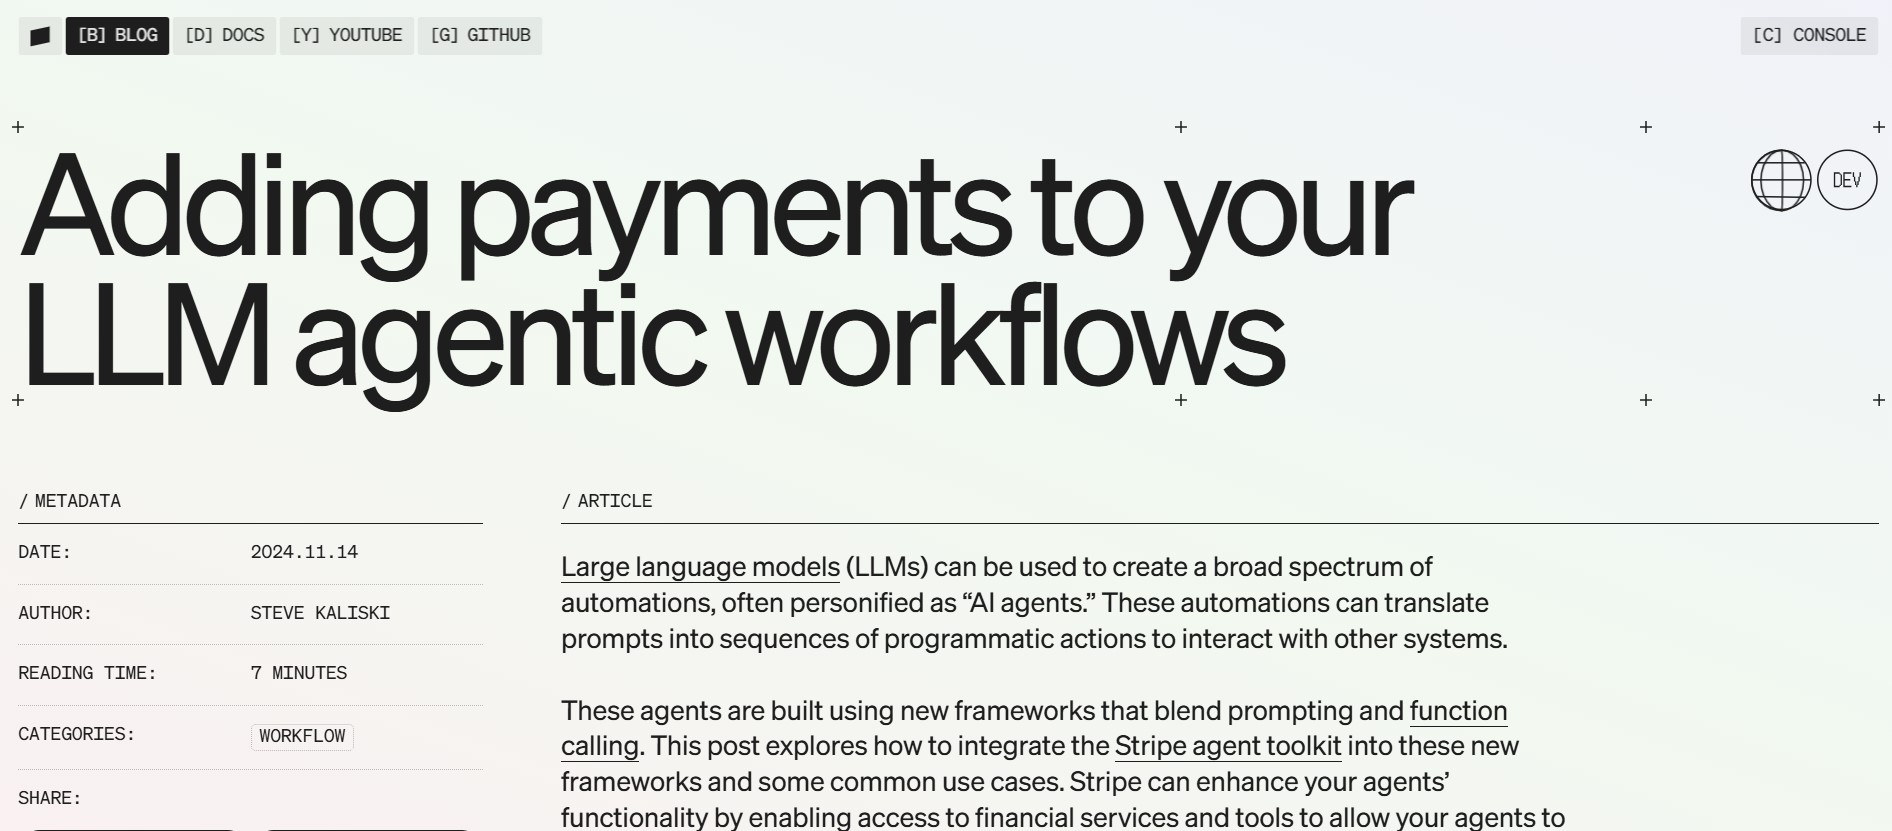 [B] BLOG [D] DOCS [Y] YOUTUBE [G] GITHUB [C] CONSOLE
Adding payments to your
LLM agentic workflows
DEV
/ METADATA
DATE: 2024.11.14
AUTHOR: STEVE KALISKI
READING TIME: 7 MINUTES
CATEGORIES: WORKFLOW
SHARE:
/ ARTICLE
Large language models (LLMs) can be used to create a broad spectrum of
automations, often personified as “AI agents.” These automations can translate
prompts into sequences of programmatic actions to interact with other systems.
These agents are built using new frameworks that blend prompting and function
calling. This post explores how to integrate the Stripe agent toolkit into these new
frameworks and some common use cases. Stripe can enhance your agents’
functionality by enabling access to financial services and tools to allow your agents to